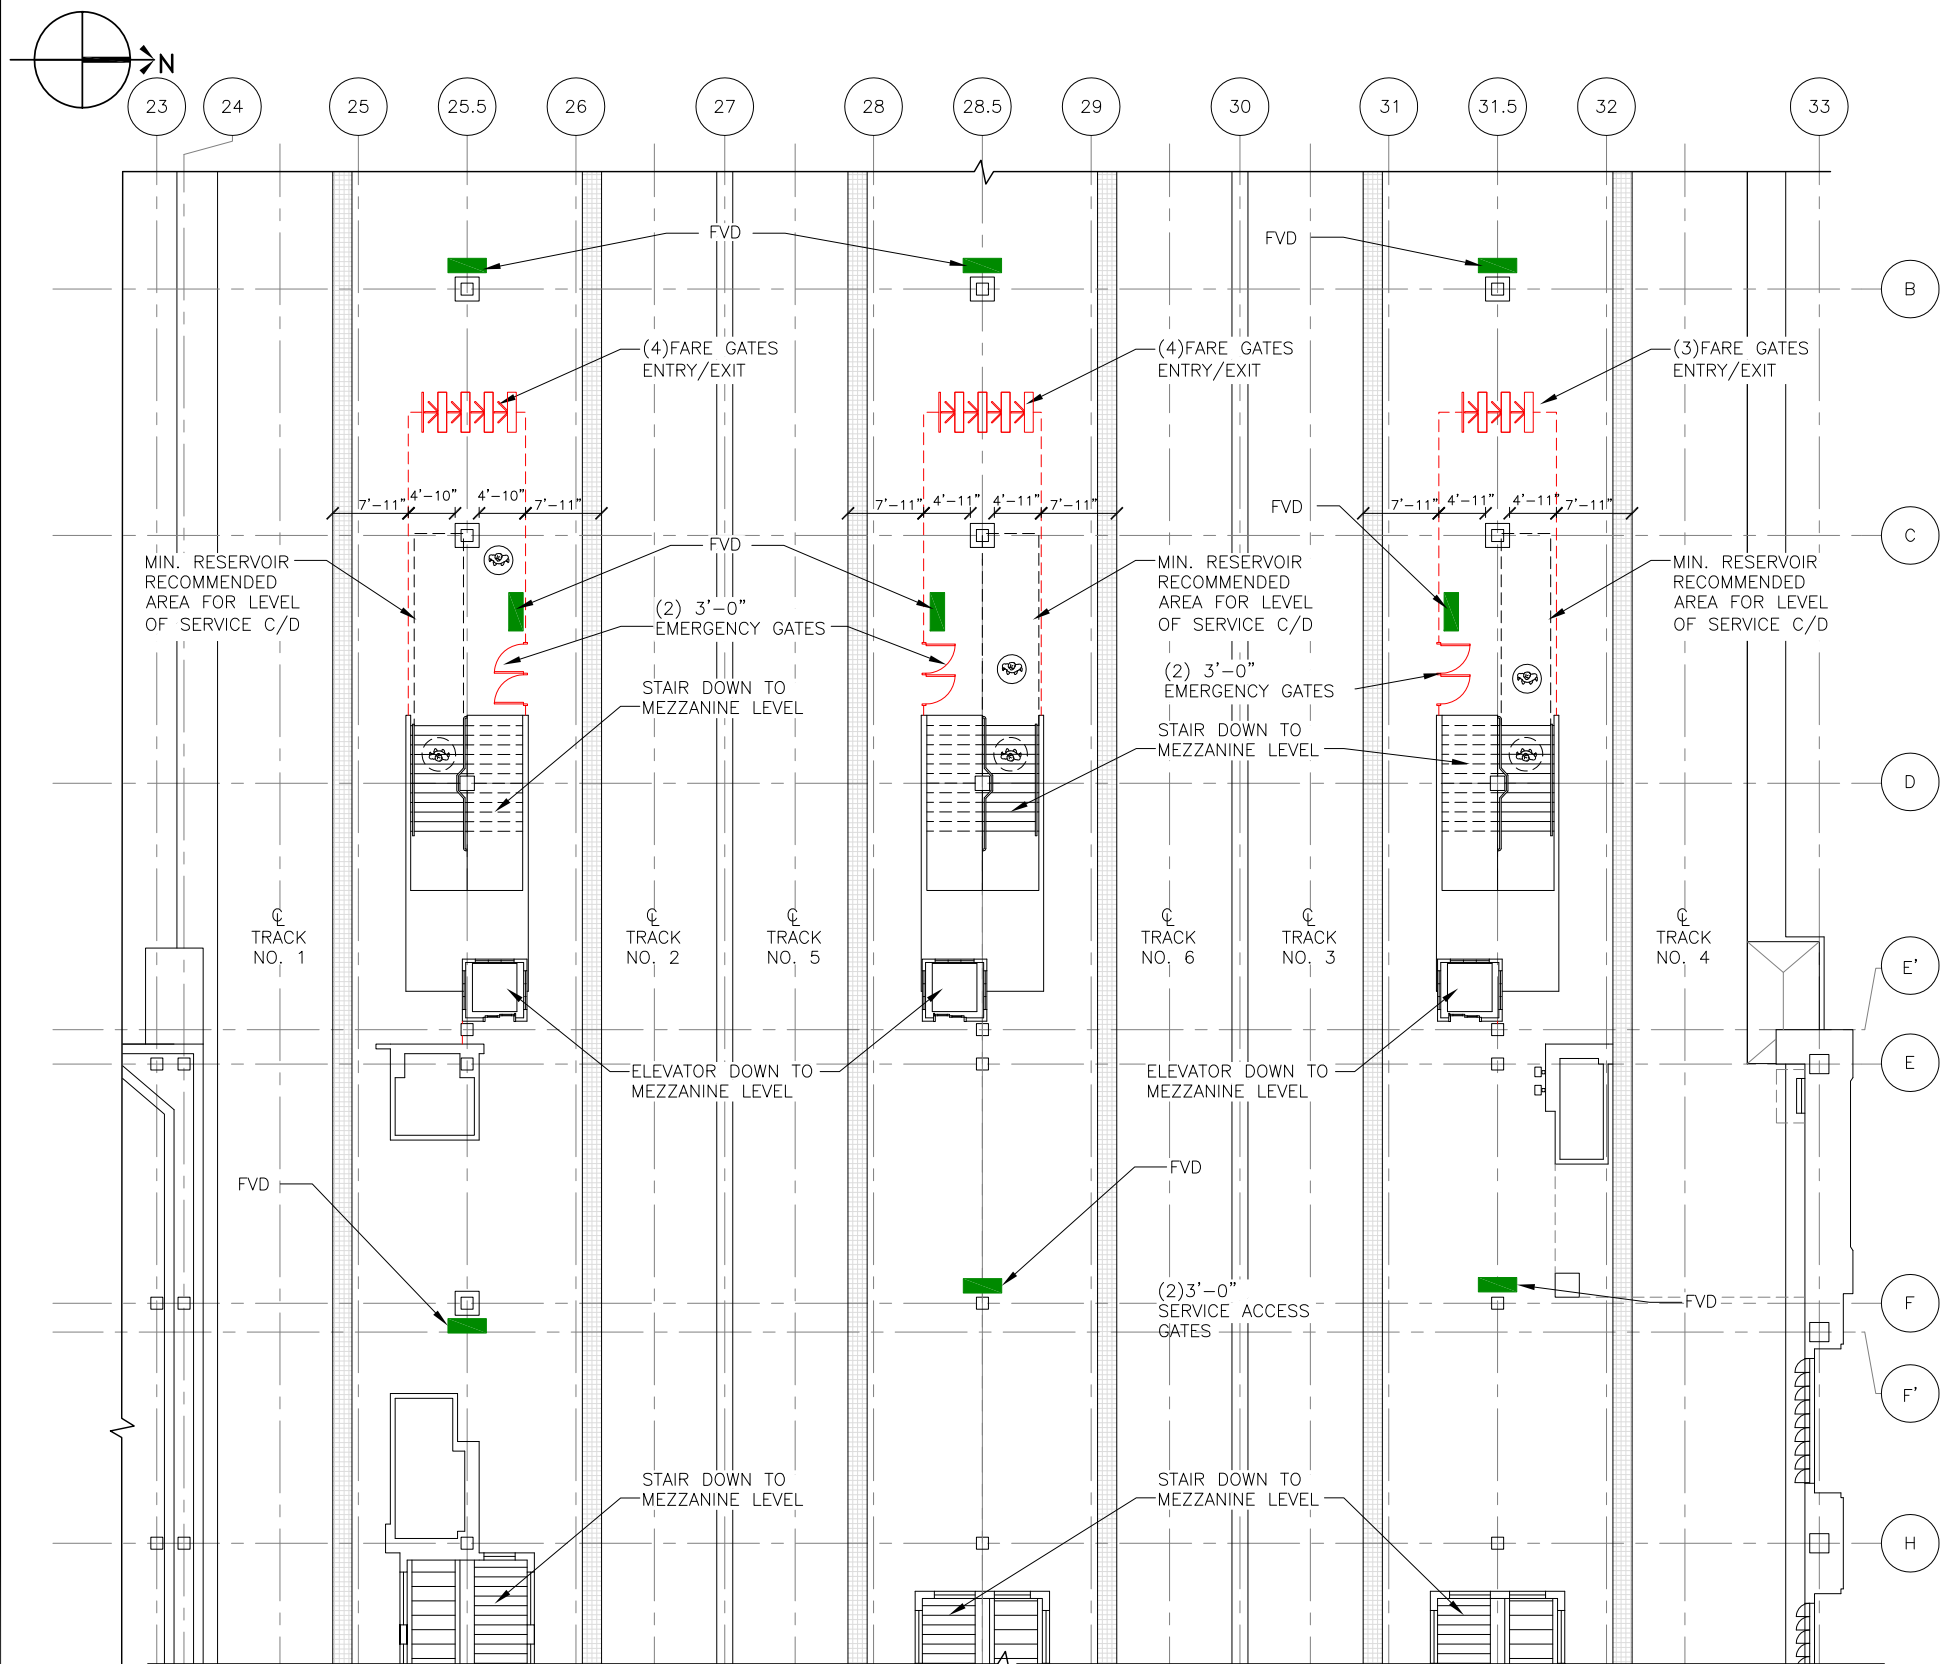 N
23
24
25
25.5
26
27
28
28.5
29
30
31
31.5
32
33
FVD
FVD
B
(4)FARE GATES
ENTRY/EXIT
(4)FARE GATES
ENTRY/EXIT
(3)FARE GATES
ENTRY/EXIT
7'-11"
4'-10"
4'-10"
7'-11"
7'-11"
4'-11"
4'-11"
7'-11"
7'-11"
4'-11"
4'-11"
7'-11"
FVD
C
FVD
MIN. RESERVOIR
RECOMMENDED
AREA FOR LEVEL
OF SERVICE C/D
MIN. RESERVOIR
RECOMMENDED
AREA FOR LEVEL
OF SERVICE C/D
MIN. RESERVOIR
RECOMMENDED
AREA FOR LEVEL
OF SERVICE C/D
(2) 3'-0"
EMERGENCY GATES
(2) 3'-0"
EMERGENCY GATES
STAIR DOWN TO
MEZZANINE LEVEL
STAIR DOWN TO
MEZZANINE LEVEL
D
℄
TRACK
NO. 1
℄
TRACK
NO. 2
℄
TRACK
NO. 5
℄
TRACK
NO. 6
℄
TRACK
NO. 3
℄
TRACK
NO. 4
E'
E
ELEVATOR DOWN TO
MEZZANINE LEVEL
ELEVATOR DOWN TO
MEZZANINE LEVEL
FVD
FVD
(2)3'-0"
SERVICE ACCESS
GATES
FVD
F
F'
STAIR DOWN TO
MEZZANINE LEVEL
STAIR DOWN TO
MEZZANINE LEVEL
H